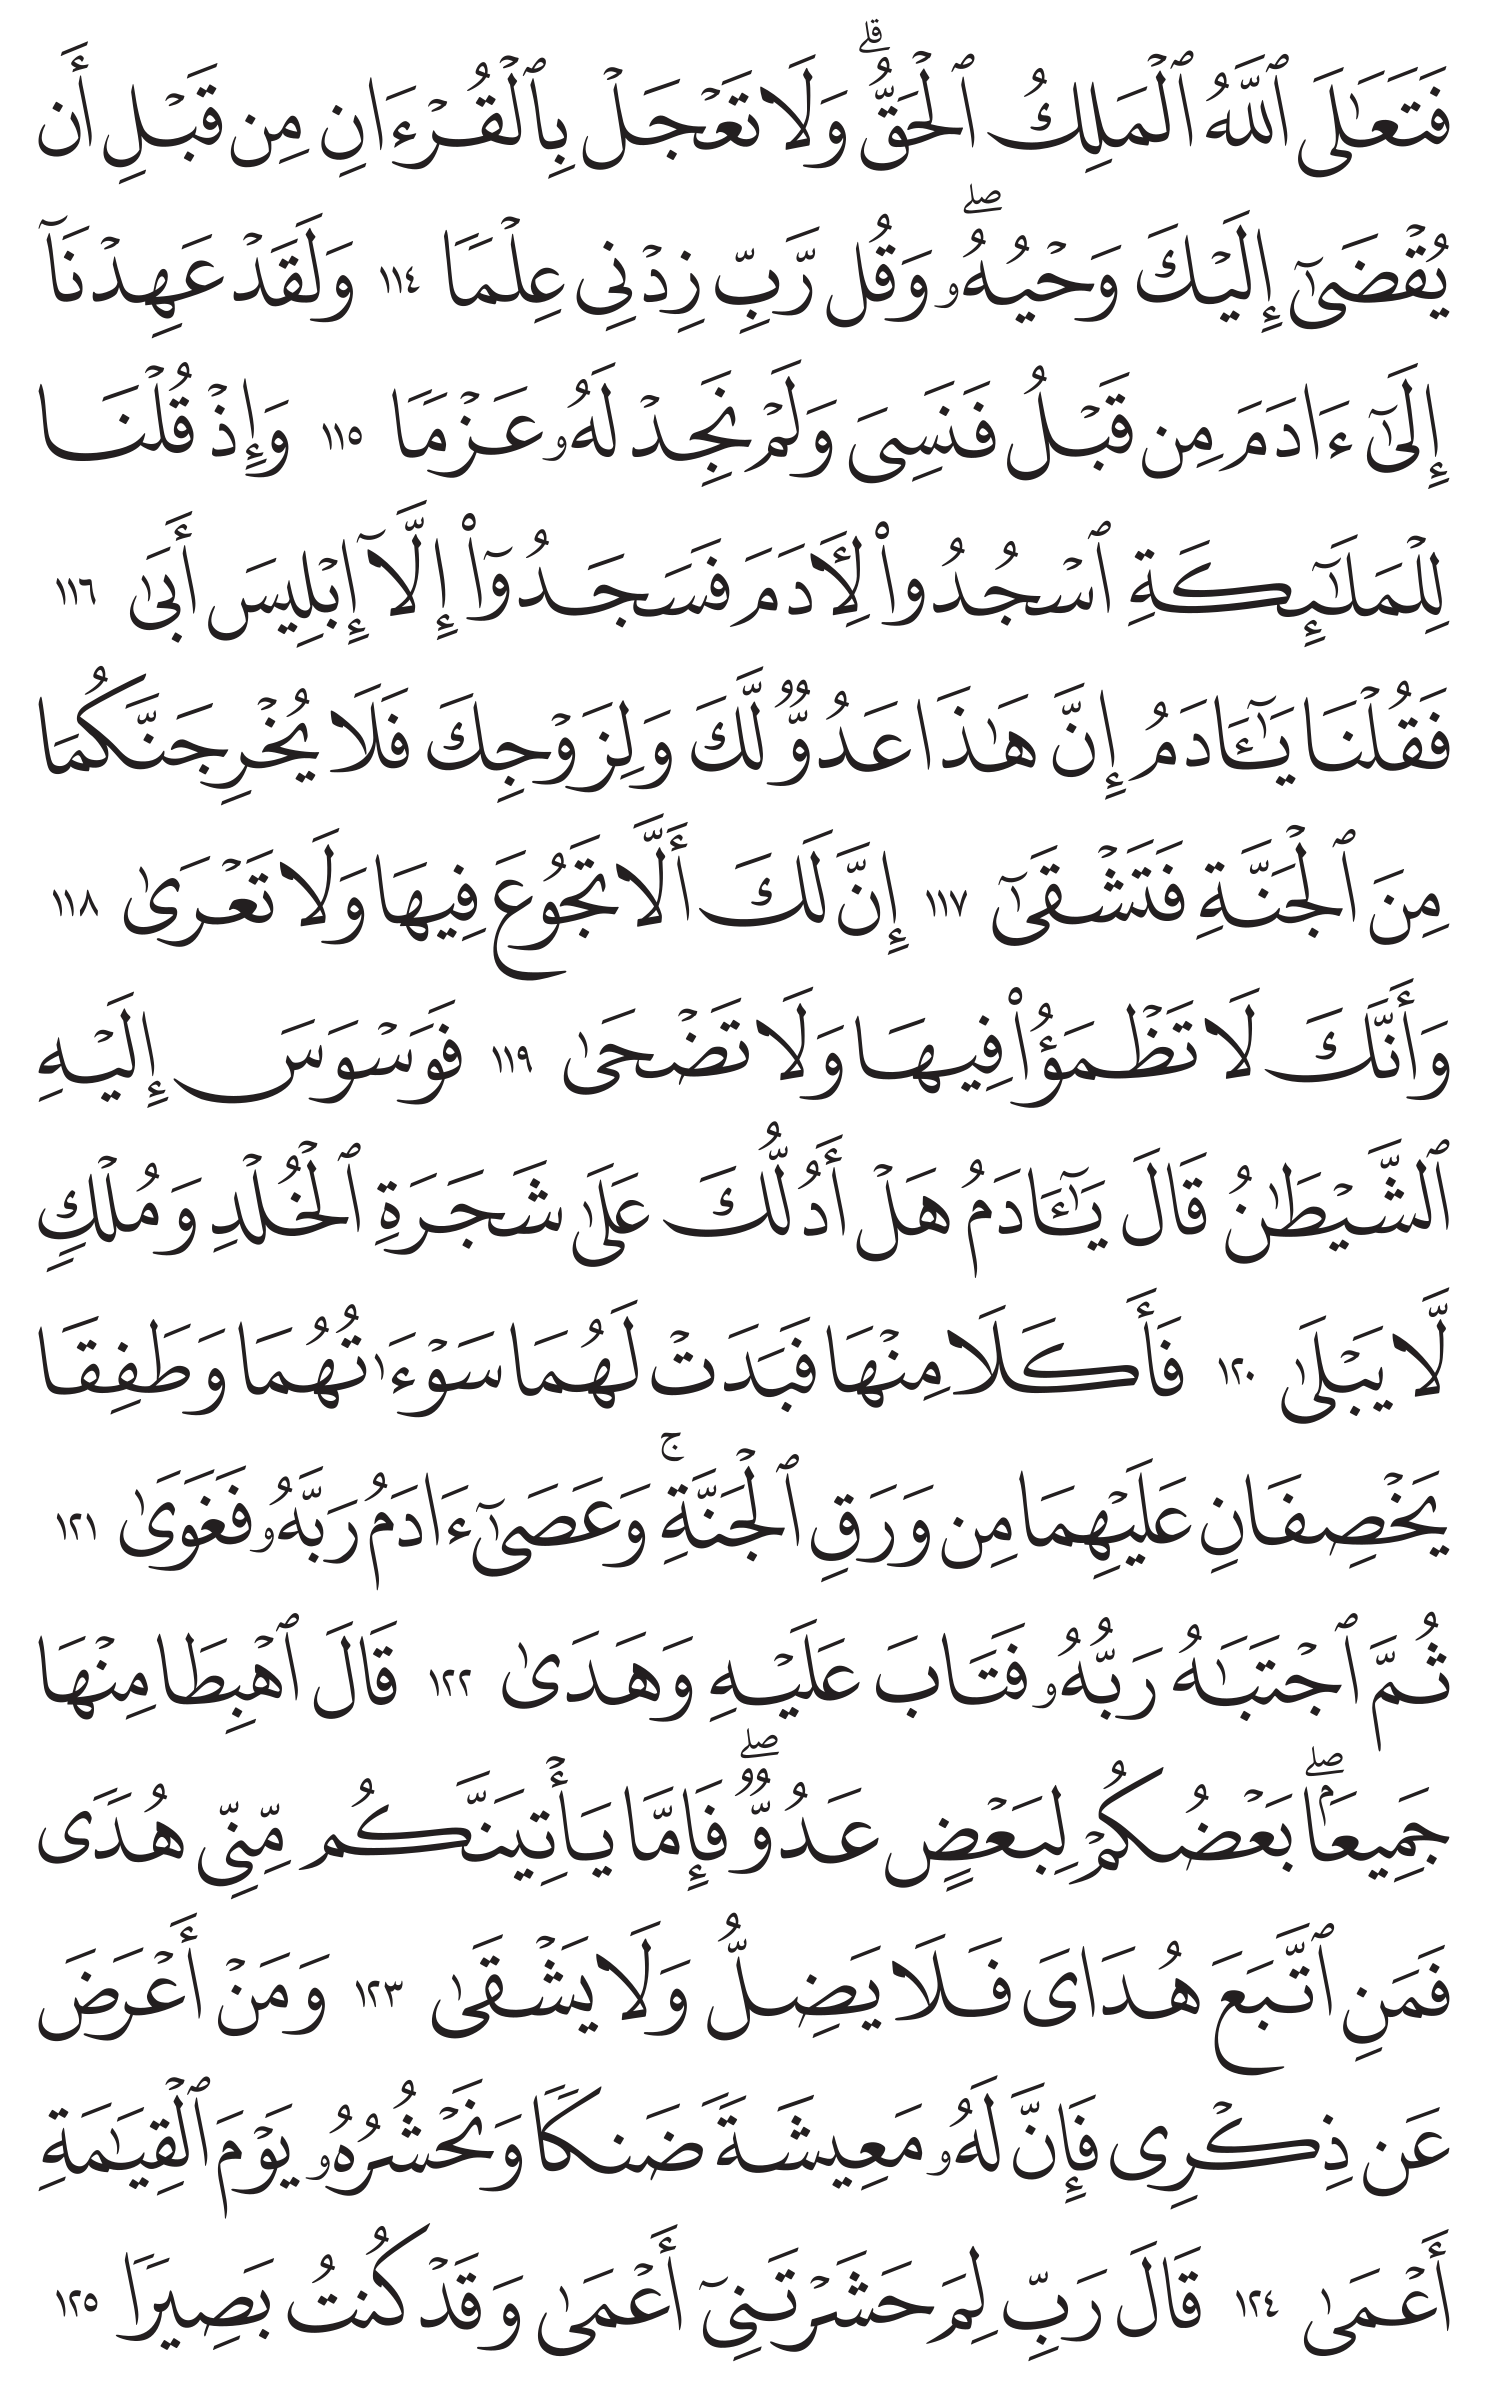 فَتَعَٰلَى ٱللَّهُ ٱلْمَلِكُ ٱلْحَقُّ ۗ وَلَا تَعْجَلْ بِٱلْقُرْءَانِ مِن قَبْلِ أَن
يُقْضَىٰٓ إِلَيْكَ وَحْيُهُۥ ۖ وَقُل رَّبِّ زِدْنِى عِلْمًا ١١٤ وَلَقَدْ عَهِدْنَآ
إِلَىٰٓ ءَادَمَ مِن قَبْلُ فَنَسِىَ وَلَمْ نَجِدْ لَهُۥ عَزْمًا ١١٥ وَإِذْ قُلْنَا
لِلْمَلَٰٓئِكَةِ ٱسْجُدُوا۟ لِـَٔادَمَ فَسَجَدُوٓا۟ إِلَّآ إِبْلِيسَ أَبَىٰ ١١٦
فَقُلْنَا يَٰٓـَٔادَمُ إِنَّ هَٰذَا عَدُوٌّ لَّكَ وَلِزَوْجِكَ فَلَا يُخْرِجَنَّكُمَا
مِنَ ٱلْجَنَّةِ فَتَشْقَىٰٓ ١١٧ إِنَّ لَكَ أَلَّا تَجُوعَ فِيهَا وَلَا تَعْرَىٰ ١١٨
وَأَنَّكَ لَا تَظْمَؤُا۟ فِيهَا وَلَا تَضْحَىٰ ١١٩ فَوَسْوَسَ إِلَيْهِ
ٱلشَّيْطَٰنُ قَالَ يَٰٓـَٔادَمُ هَلْ أَدُلُّكَ عَلَىٰ شَجَرَةِ ٱلْخُلْدِ وَمُلْكٍ
لَّا يَبْلَىٰ ١٢٠ فَأَكَلَا مِنْهَا فَبَدَتْ لَهُمَا سَوْءَٰتُهُمَا وَطَفِقَا
يَخْصِفَانِ عَلَيْهِمَا مِن وَرَقِ ٱلْجَنَّةِ ۚ وَعَصَىٰٓ ءَادَمُ رَبَّهُۥ فَغَوَىٰ ١٢١
ثُمَّ ٱجْتَبَٰهُ رَبُّهُۥ فَتَابَ عَلَيْهِ وَهَدَىٰ ١٢٢ قَالَ ٱهْبِطَا مِنْهَا
جَمِيعًۢا ۖ بَعْضُكُمْ لِبَعْضٍ عَدُوٌّ ۖ فَإِمَّا يَأْتِيَنَّكُم مِّنِّى هُدًى
فَمَنِ ٱتَّبَعَ هُدَاىَ فَلَا يَضِلُّ وَلَا يَشْقَىٰ ١٢٣ وَمَنْ أَعْرَضَ
عَن ذِكْرِى فَإِنَّ لَهُۥ مَعِيشَةً ضَنكًا وَنَحْشُرُهُۥ يَوْمَ ٱلْقِيَٰمَةِ
أَعْمَىٰ ١٢٤ قَالَ رَبِّ لِمَ حَشَرْتَنِىٓ أَعْمَىٰ وَقَدْ كُنتُ بَصِيرًا ١٢٥